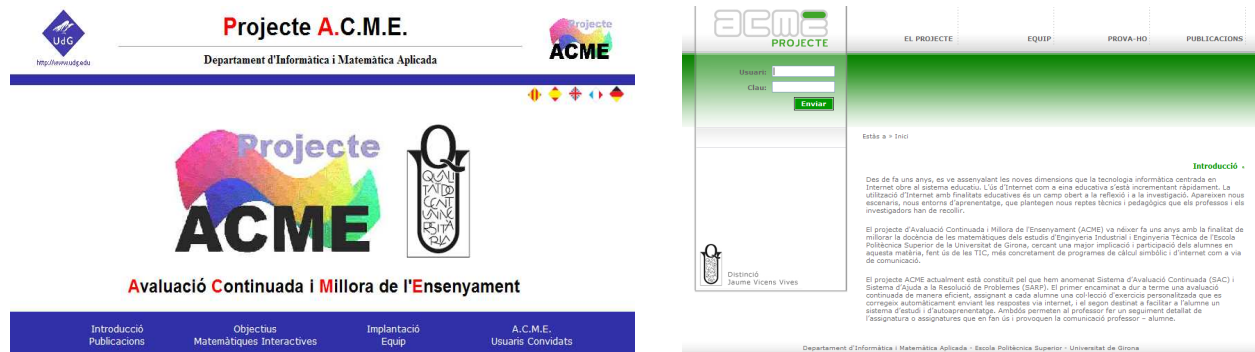 UdG
http://www.udg.edu
Projecte A.C.M.E.
Departament d'Informàtica i Matemàtica Aplicada
Projecte
ACME
Projecte
ACME
QUALITAT DOCENT UNIVERSITÀRIA
Avaluació Continuada i Millora de l'Ensenyament
Introducció Objectius Implantació A.C.M.E.
Publicacions Matemàtiques Interactives Equip Usuaris Convidats
acme
PROJECTE
EL PROJECTE EQUIP PROVA-HO PUBLICACIONS
Usuari:
Clau:
Enviar
Estàs a » Inici
Introducció
Des de fa uns anys, es ve assenyalant les noves dimensions que la tecnologia informàtica centrada en
Internet obre al sistema educatiu. L'ús d'Internet com a eina educativa s'està incrementant ràpidament. La
utilització d'Internet amb finalitats educatives és un camp obert a la reflexió i a la investigació. Apareixen nous
escenaris, nous entorns d'aprenentatge, que plantegen nous reptes tècnics i pedagògics que els professos i els
investigadors han de recollir.
El projecte d'Avaluació Continuada i Millora de l'Ensenyament (ACME) va néixer fa uns anys amb la finalitat de
millorar la docència de les matemàtiques dels estudis d'Enginyeria Industrial i Enginyeria Tècnica de l'Escola
Politècnica Superior de la Universitat de Girona, cercant una major implicació i participació dels alumnes en
aquesta matèria, fent ús de les TIC, més concretament de programes de càlcul simbòlic i d'internet com a via
de comunicació.
El projecte ACME actualment està constituït pel que hem anomenat Sistema d'Avaluació Continuada (SAC) i
Sistema d'Ajuda a la Resolució de Problemes (SARP). El primer encaminat a dur a terme una avaluació
continuada de manera eficient, assignant a cada alumne una col·lecció d'exercicis personalitzada que es
corregeix automàticament enviant les respostes via internet, i el segon destinat a facilitar a l'alumne un
sistema d'estudi i d'autoaprenentatge. Ambdós permeten al professor fer un seguiment detallat de
l'assignatura o assignatures que en fan ús i provoquen la comunicació professor – alumne.
Distinció
Jaume Vicens Vives
Departament d'Informàtica i Matemàtica Aplicada - Escola Politècnica Superior - Universitat de Girona